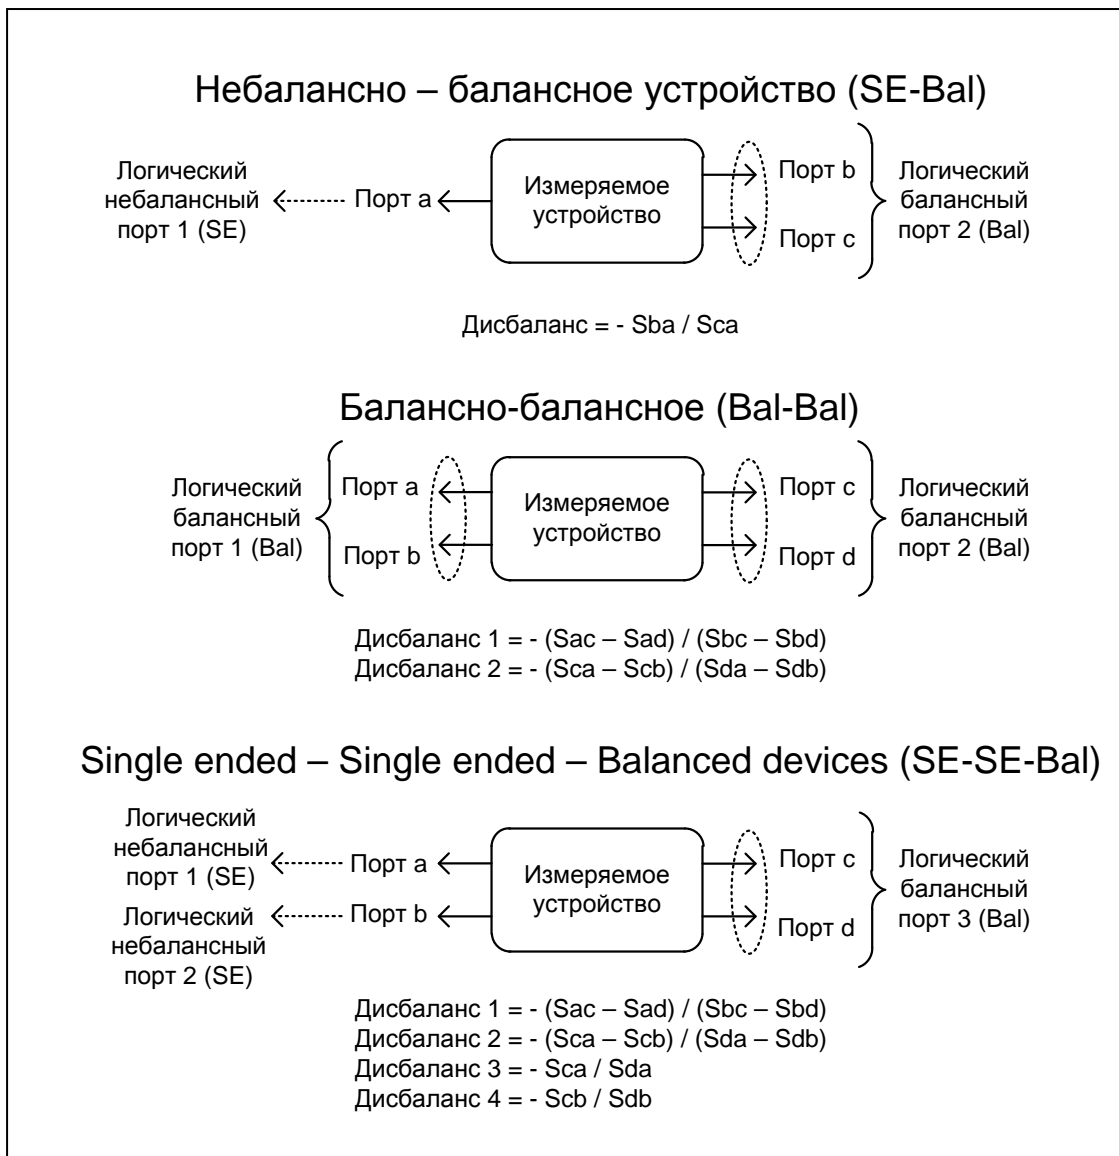 Небалансно – балансное устройство (SE-Bal)
Логический
небалансный
порт 1 (SE)
Порт a
Измеряемое
устройство
Порт b
Порт c
Логический
балансный
порт 2 (Bal)
Дисбаланс = - Sba / Sca
Балансно-балансное (Bal-Bal)
Логический
балансный
порт 1 (Bal)
Порт a
Порт b
Измеряемое
устройство
Порт c
Порт d
Логический
балансный
порт 2 (Bal)
Дисбаланс 1 = - (Sac – Sad) / (Sbc – Sbd)
Дисбаланс 2 = - (Sca – Scb) / (Sda – Sdb)
Single ended – Single ended – Balanced devices (SE-SE-Bal)
Логический
небалансный
порт 1 (SE)
Логический
небалансный
порт 2 (SE)
Порт a
Порт b
Измеряемое
устройство
Порт c
Порт d
Логический
балансный
порт 3 (Bal)
Дисбаланс 1 = - (Sac – Sad) / (Sbc – Sbd)
Дисбаланс 2 = - (Sca – Scb) / (Sda – Sdb)
Дисбаланс 3 = - Sca / Sda
Дисбаланс 4 = - Scb / Sdb